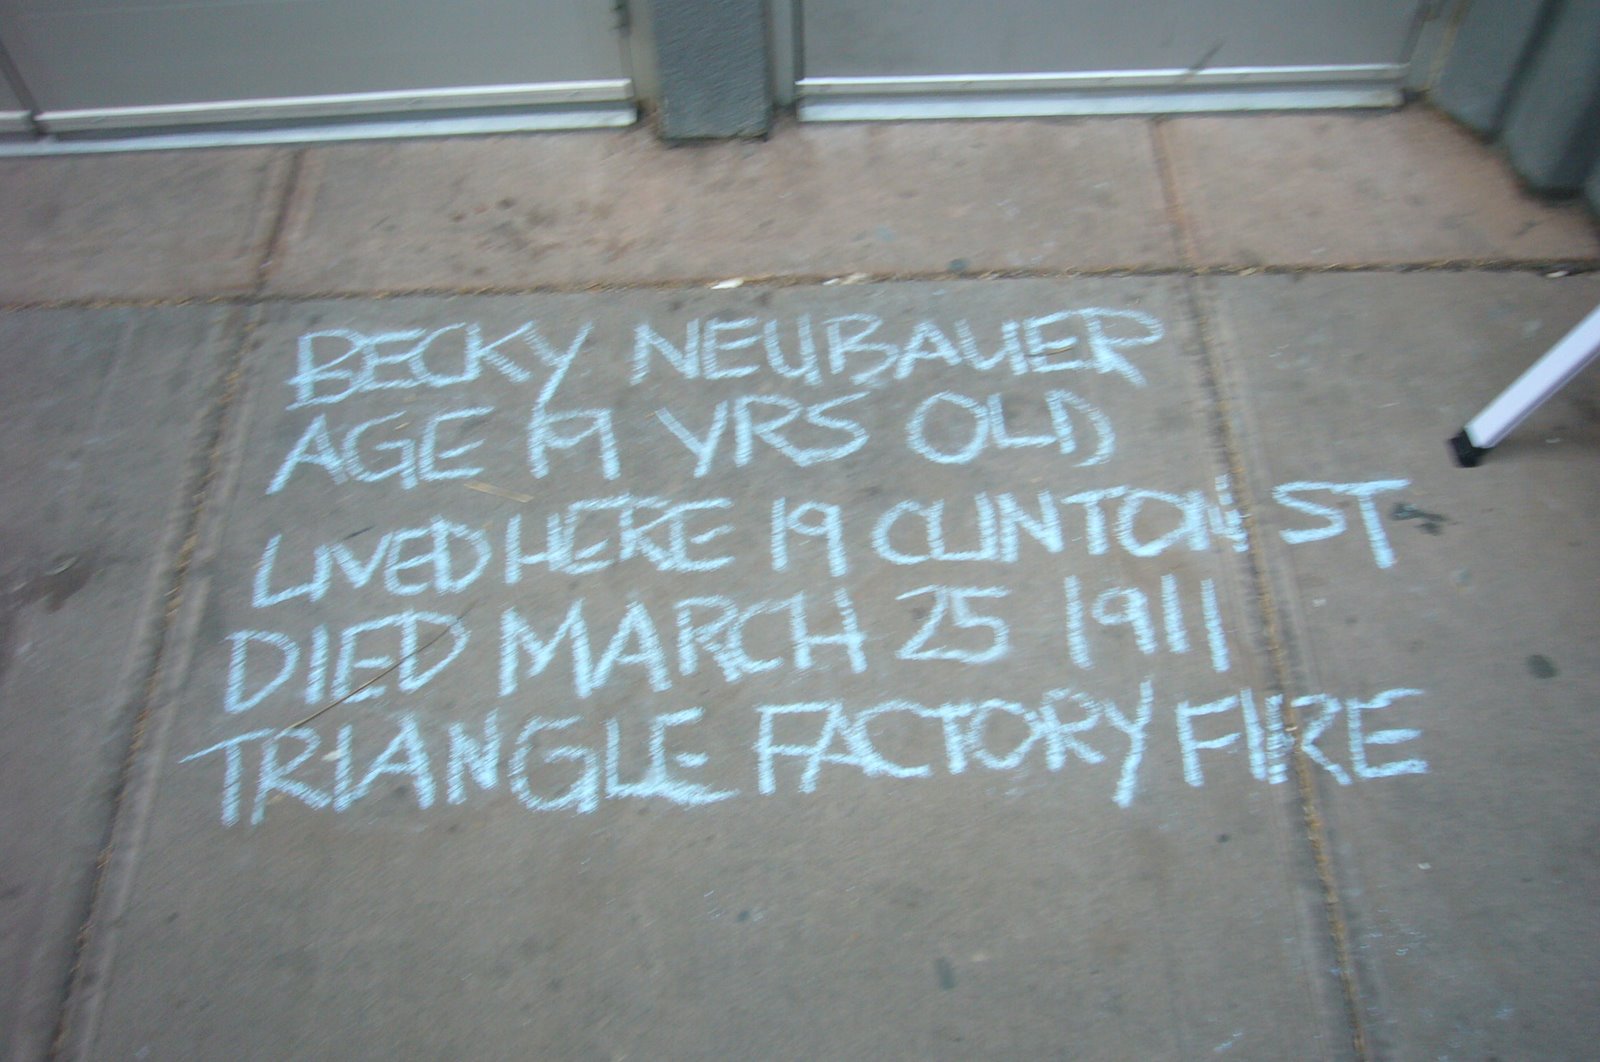 BECKY NEUBAUER
AGE 19 YRS OLD
LIVED HERE 19 CLINTON ST
DIED MARCH 25 1911
TRIANGLE FACTORY FIRE